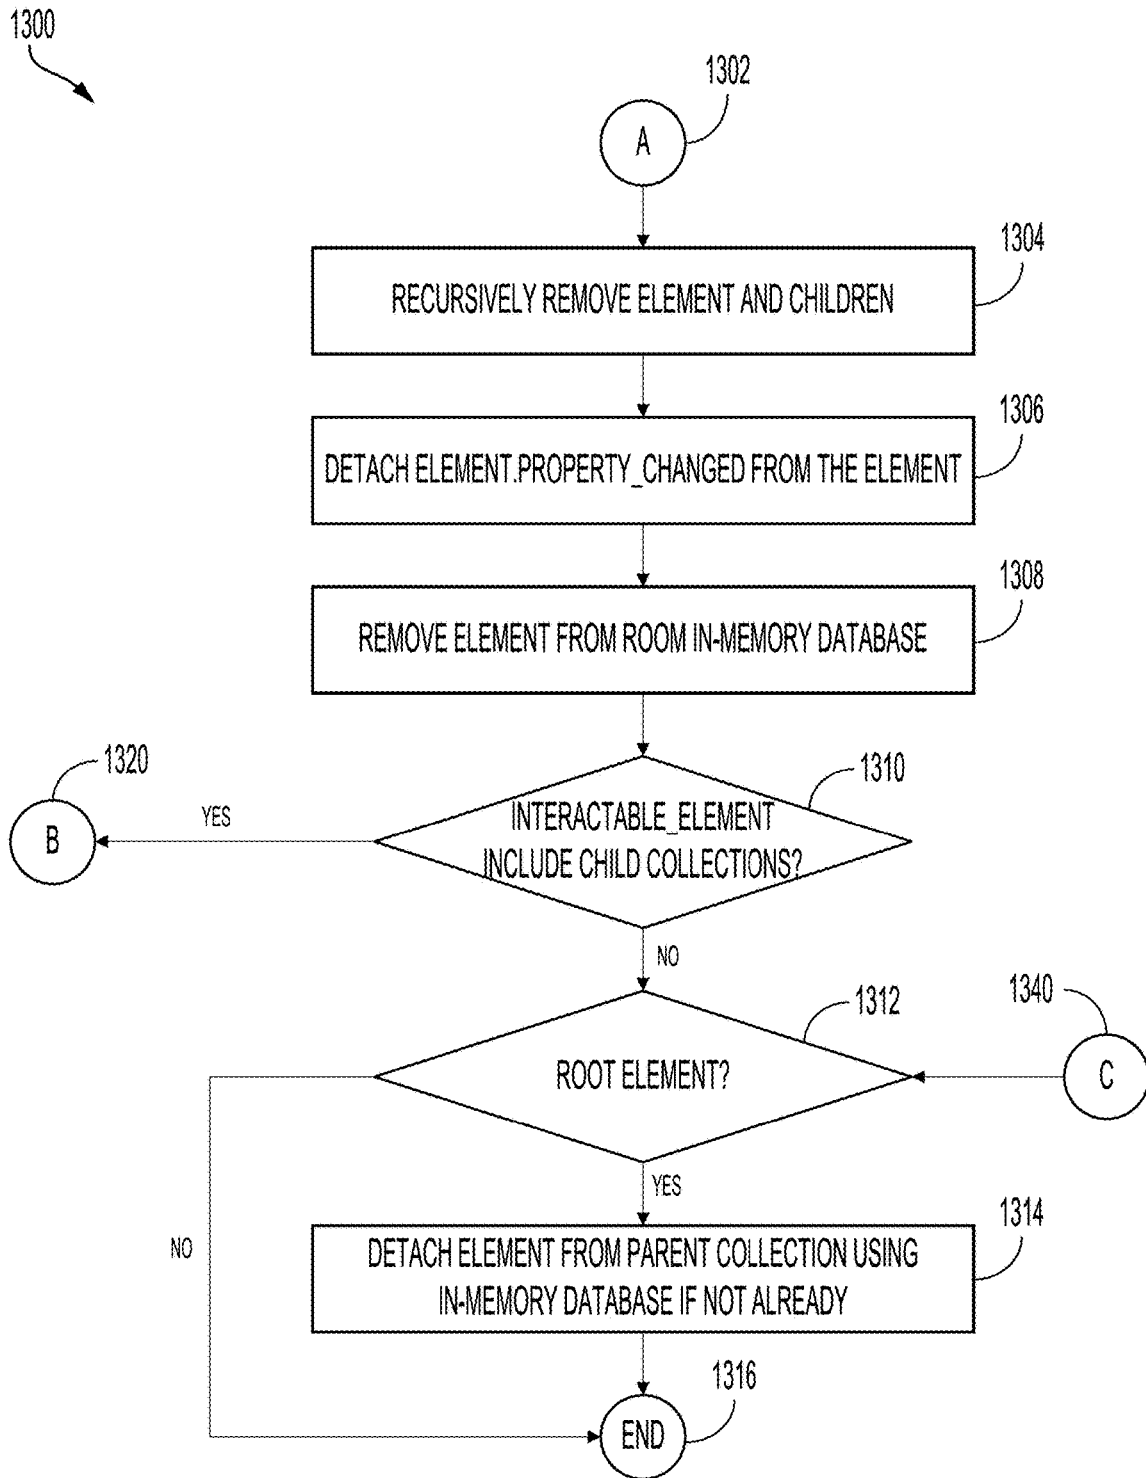 1300
1302
A
1304
RECURSIVELY REMOVE ELEMENT AND CHILDREN
1306
DETACH ELEMENT.PROPERTY_CHANGED FROM THE ELEMENT
1308
REMOVE ELEMENT FROM ROOM IN-MEMORY DATABASE
1320
1310
B
YES
INTERACTABLE_ELEMENT
INCLUDE CHILD COLLECTIONS?
NO
1312
1340
ROOT ELEMENT?
C
YES
NO
1314
DETACH ELEMENT FROM PARENT COLLECTION USING
IN-MEMORY DATABASE IF NOT ALREADY
1316
END